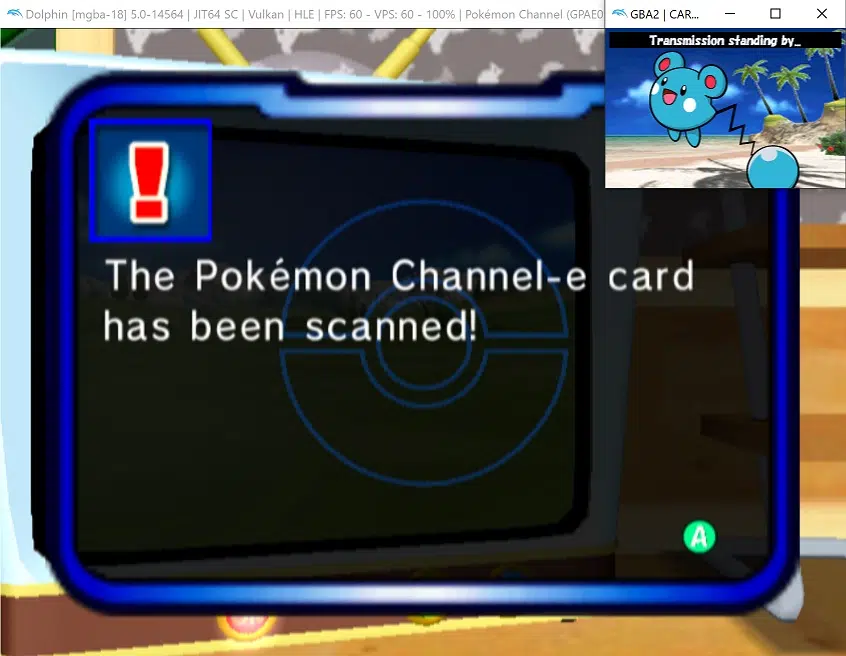 Dolphin [mgba-18] 5.0-14564 | JIT64 SC | Vulkan | HLE | FPS: 60 - VPS: 60 - 100% | Pokémon Channel (GPAE0
GBA2 | CAR...
Transmission standing by_
The Pokémon Channel-e card
has been scanned!
A